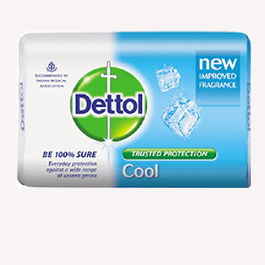 RECOMMENDED BY
INDIAN MEDICAL
ASSOCIATION
new
IMPROVED
FRAGRANCE
Dettol
BE 100% SURE
Everyday protection
against a wide range
of unseen germs
TRUSTED PROTECTION
Cool